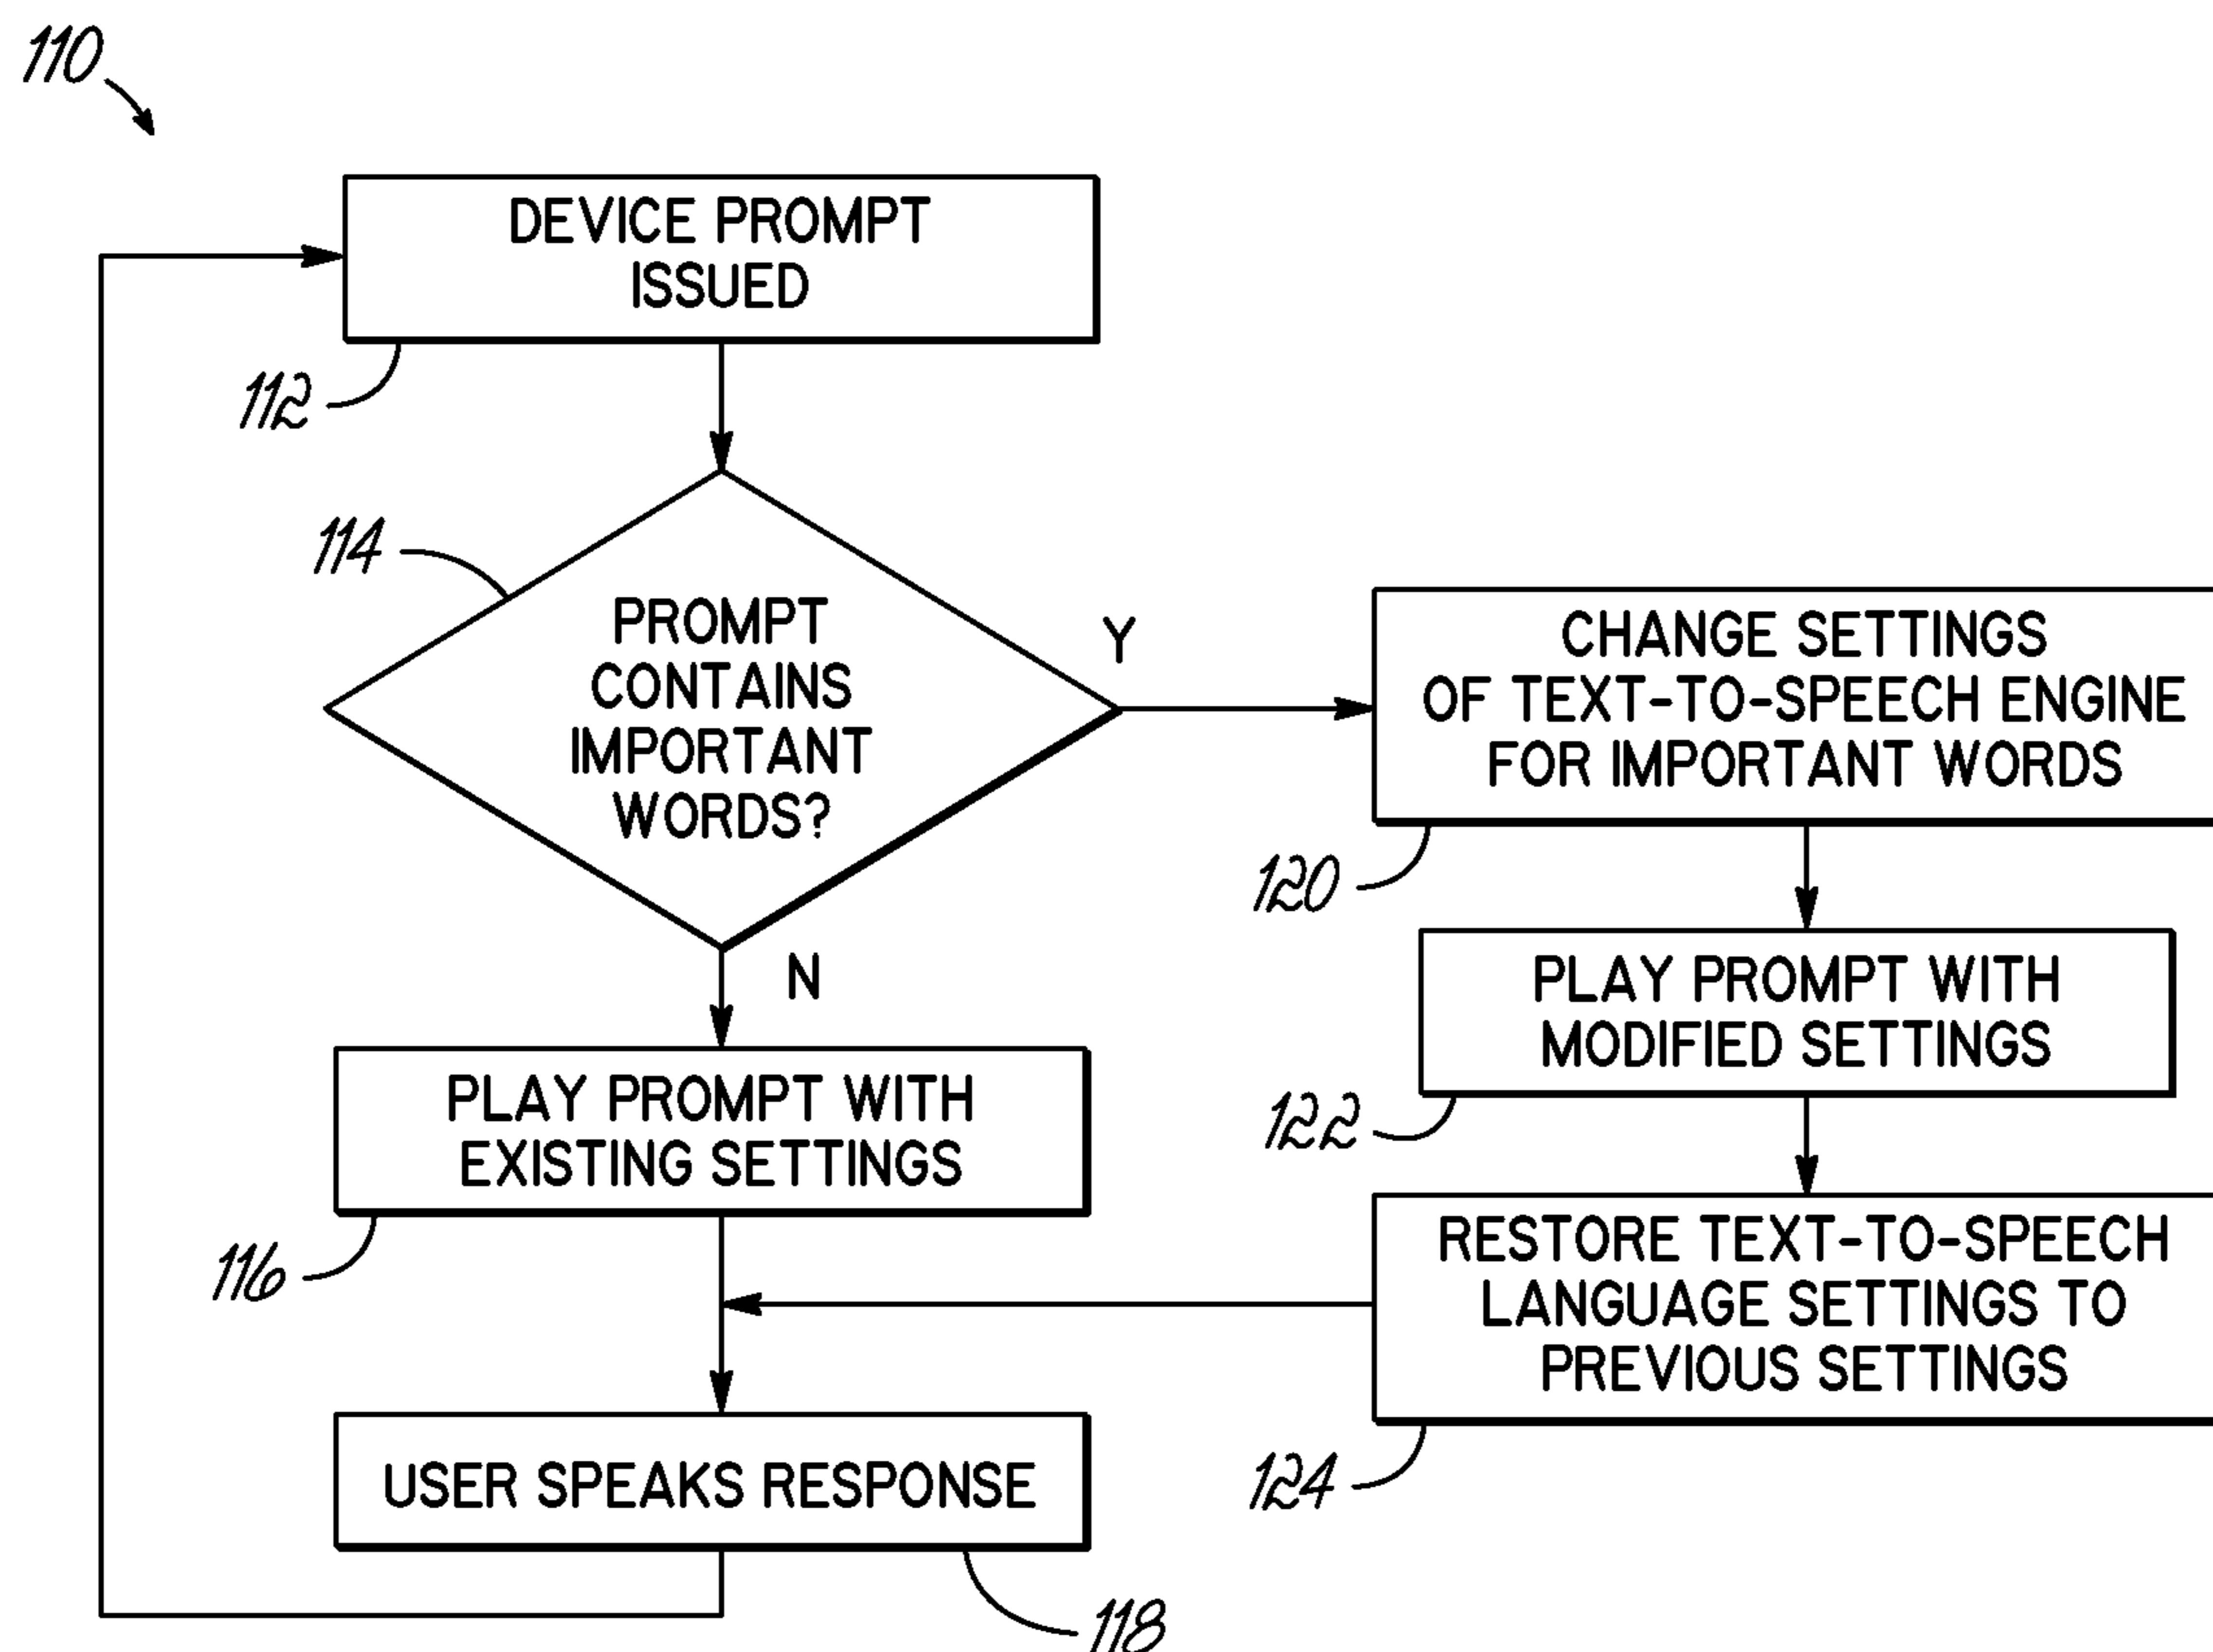 110
DEVICE PROMPT
ISSUED
112
114
PROMPT
CONTAINS
IMPORTANT
WORDS?
Y
N
CHANGE SETTINGS
OF TEXT-TO-SPEECH ENGINE
FOR IMPORTANT WORDS
120
PLAY PROMPT WITH
MODIFIED SETTINGS
122
PLAY PROMPT WITH
EXISTING SETTINGS
116
RESTORE TEXT-TO-SPEECH
LANGUAGE SETTINGS TO
PREVIOUS SETTINGS
124
USER SPEAKS RESPONSE
118